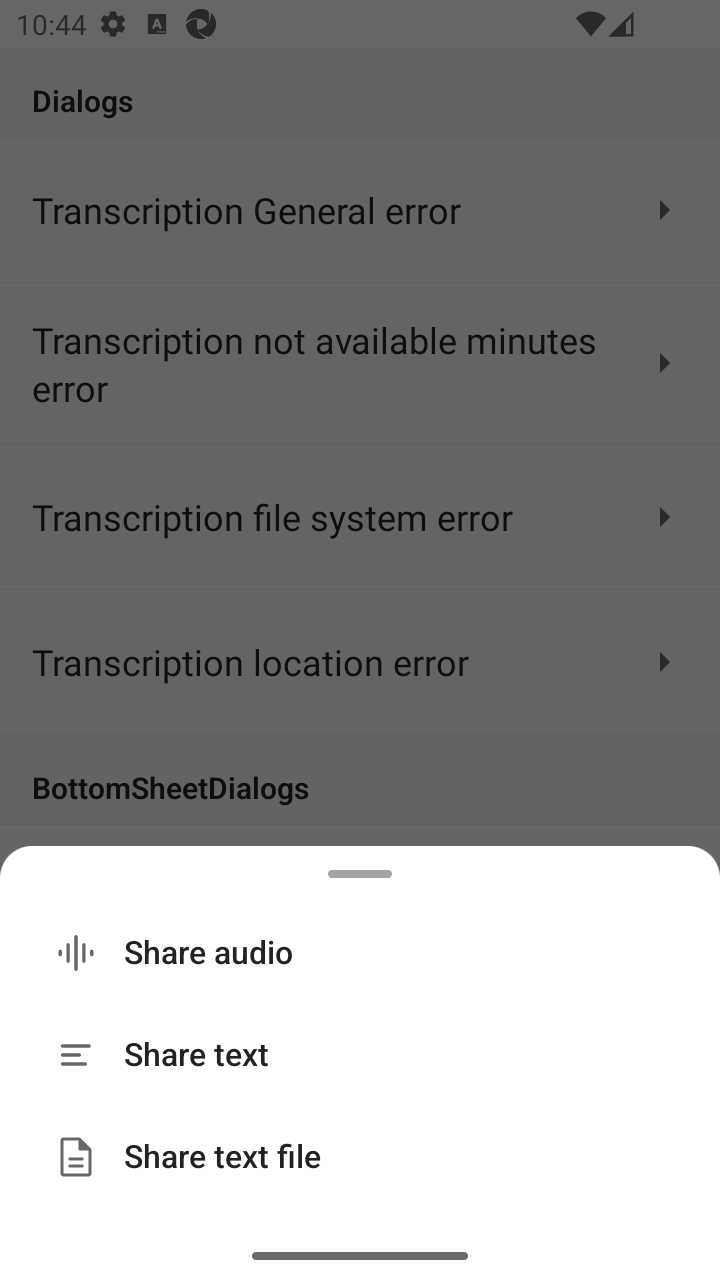 10:44
Dialogs
Transcription General error
Transcription not available minutes
error
Transcription file system error
Transcription location error
BottomSheetDialogs
Share audio
Share text
Share text file